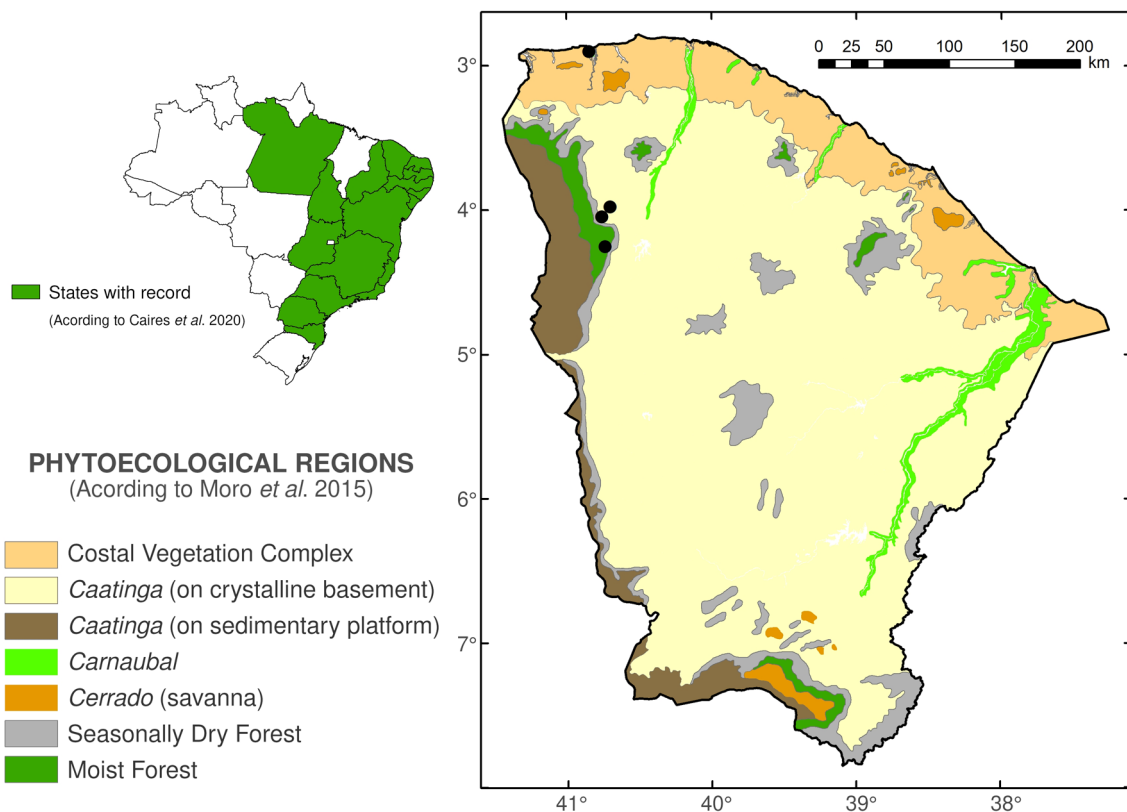 States with record
(Acording to Caires et al. 2020)
PHYTOECOLOGICAL REGIONS
(Acording to Moro et al. 2015)
Costal Vegetation Complex
Caatinga (on crystalline basement)
Caatinga (on sedimentary platform)
Carnaubal
Cerrado (savanna)
Seasonally Dry Forest
Moist Forest
0 25 50 100 150 200
km
3°
4°
5°
6°
7°
41° 40° 39° 38°